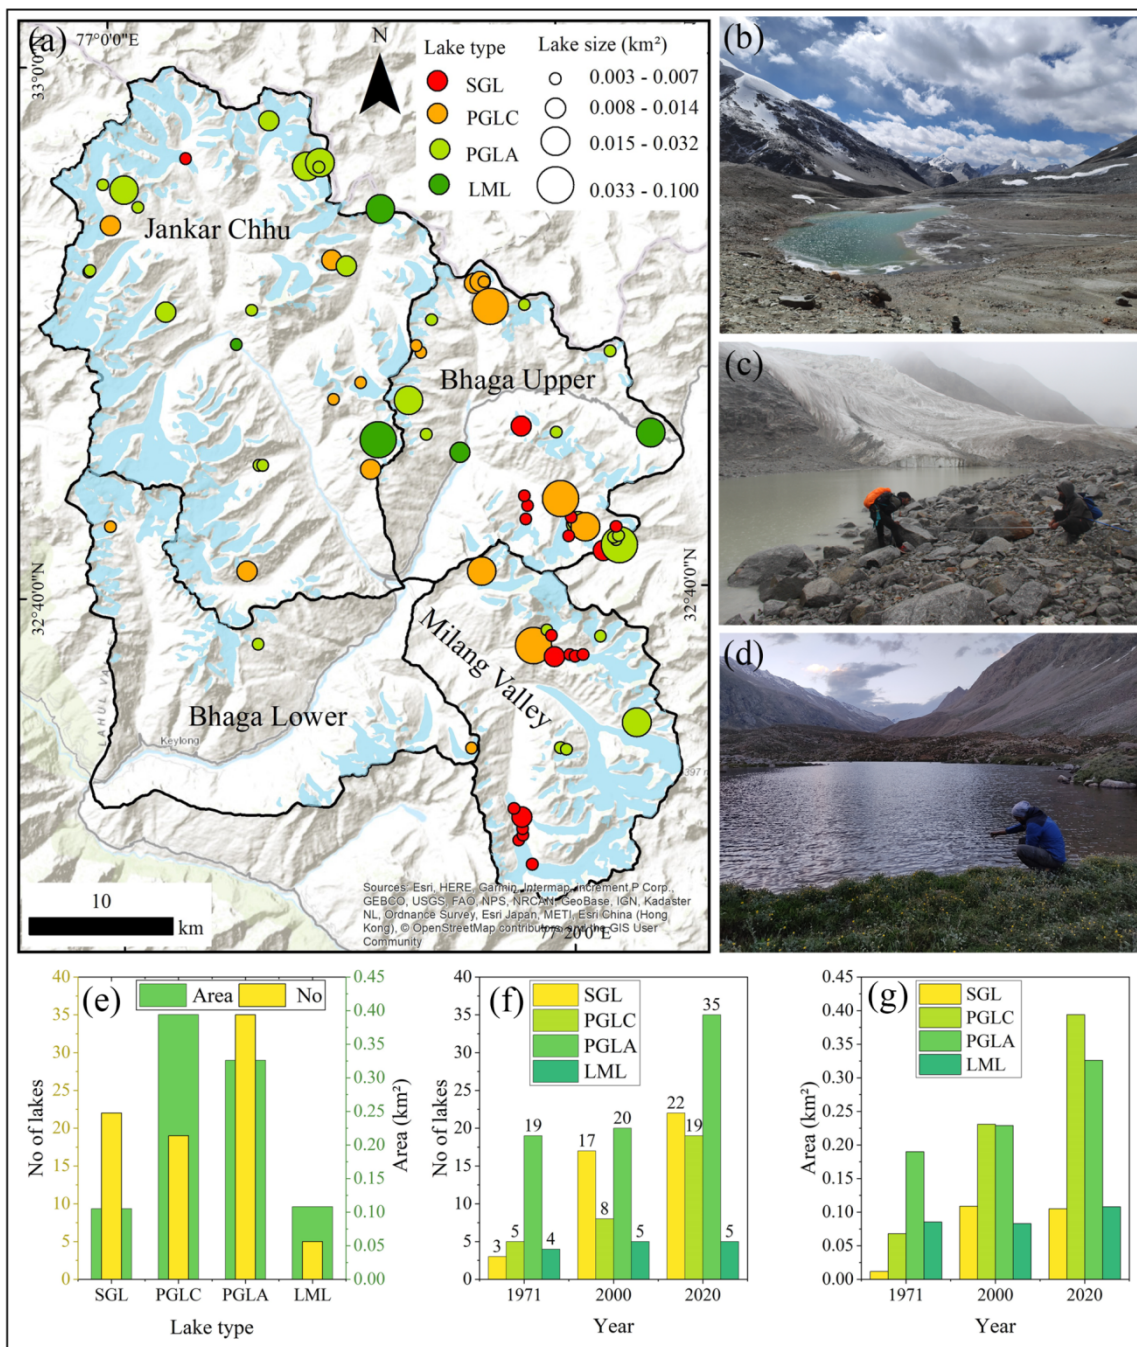 (a)
77°0'0"E
33°0'0"N
N
Lake type
SGL
PGLC
PGLA
LML
Lake size (km²)
0.003 - 0.007
0.008 - 0.014
0.015 - 0.032
0.033 - 0.100
Jankar Chhu
Bhaga Upper
32°40'0"N
Milang Valley
Bhaga Lower
Keylong
10
km
Sources: Esri, HERE, Garmin, Intermap, increment P Corp.,
GEBCO, USGS, FAO, NPS, NRCAN, GeoBase, IGN, Kadaster
NL, Ordnance Survey, Esri Japan, METI, Esri China (Hong
Kong), © OpenStreetMap contributors, and the GIS User
Community
77°20'0"E
(b)
(c)
(d)
(e)
Area
No
No of lakes
40
35
30
25
20
15
10
5
0
0.45
0.40
0.35
0.30
0.25
0.20
0.15
0.10
0.05
0.00
Area (km²)
SGL PGLC PGLA LML
Lake type
(f)
SGL
PGLC
PGLA
LML
No of lakes
40
35
30
25
20
15
10
5
0
3 5 19 4
17 8 20 5
22 19 35 5
1971 2000 2020
Year
(g)
SGL
PGLC
PGLA
LML
Area (km²)
0.45
0.40
0.35
0.30
0.25
0.20
0.15
0.10
0.05
0.00
1971 2000 2020
Year